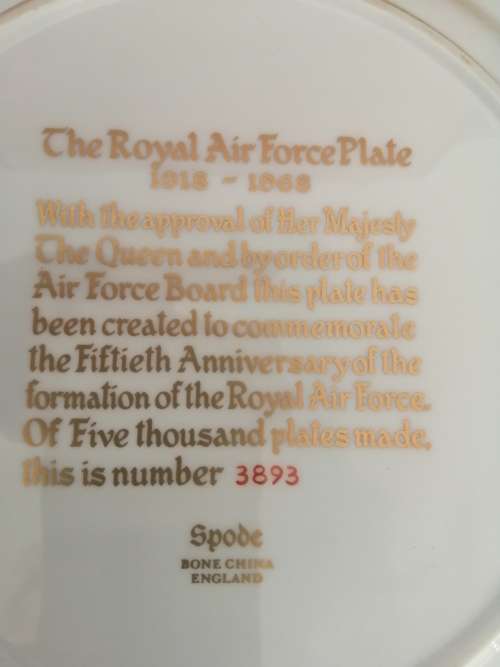 The Royal Air Force Plate
1918 - 1968
With the approval of Her Majesty
The Queen and by order of the
Air Force Board this plate has
been created to commemorate
the Fiftieth Anniversary of the
formation of the Royal Air Force.
Of Five thousand plates made,
this is number 3893
Spode
BONE CHINA
ENGLAND